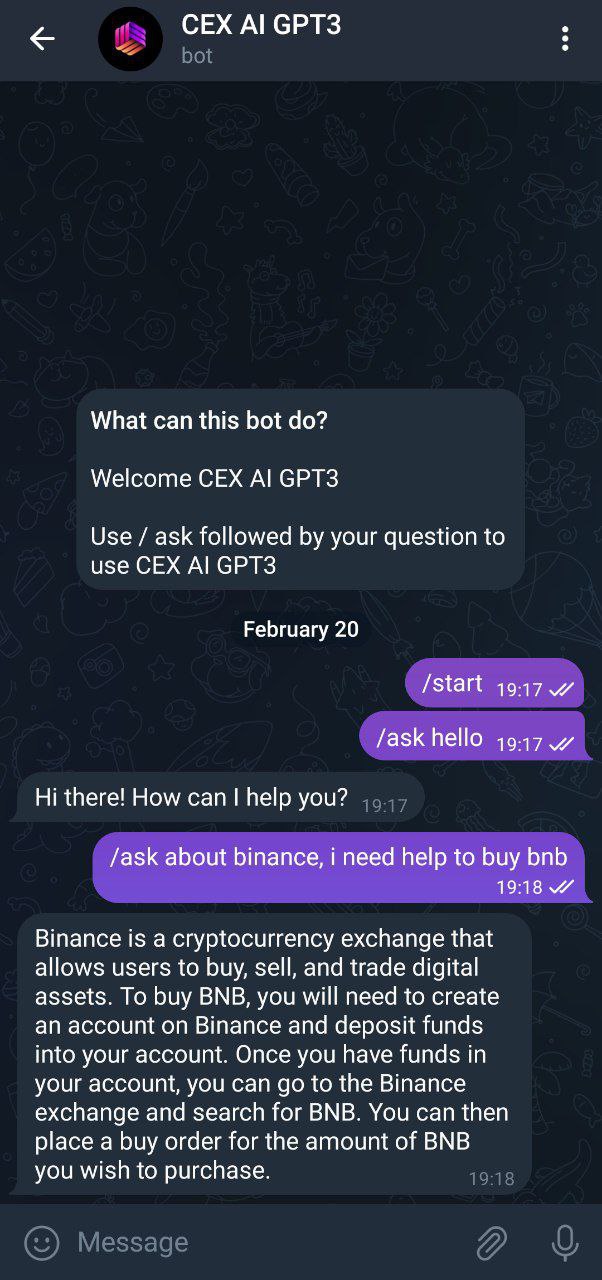 CEX AI GPT3
bot
What can this bot do?
Welcome CEX AI GPT3
Use / ask followed by your question to
use CEX AI GPT3
February 20
/start 19:17
/ask hello 19:17
Hi there! How can I help you? 19:17
/ask about binance, i need help to buy bnb
19:18
Binance is a cryptocurrency exchange that
allows users to buy, sell, and trade digital
assets. To buy BNB, you will need to create
an account on Binance and deposit funds
into your account. Once you have funds in
your account, you can go to the Binance
exchange and search for BNB. You can then
place a buy order for the amount of BNB
you wish to purchase. 19:18
Message